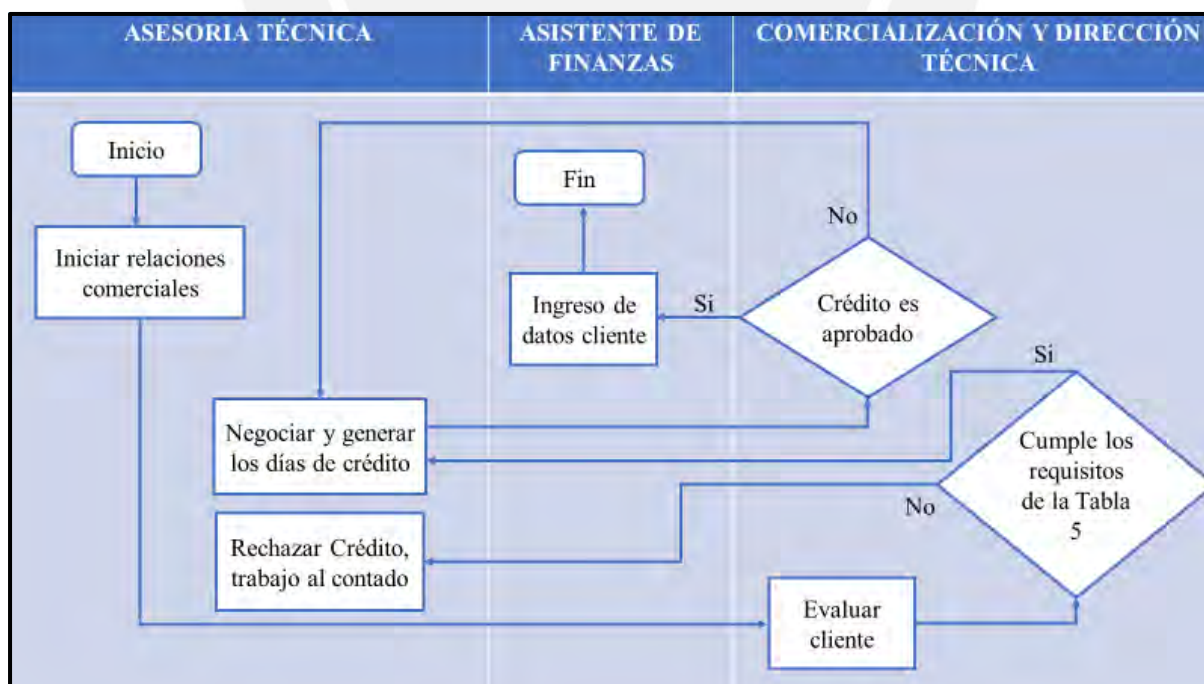 ASESORIA TÉCNICA
ASISTENTE DE
FINANZAS
COMERCIALIZACIÓN Y DIRECCIÓN
TÉCNICA
Inicio
Iniciar relaciones
comerciales
Fin
Ingreso de
datos cliente
Si
No
Crédito es
aprobado
Negociar y generar
los días de crédito
Si
Cumple los
requisitos
de la Tabla
5
No
Rechazar Crédito,
trabajo al contado
Evaluar
cliente